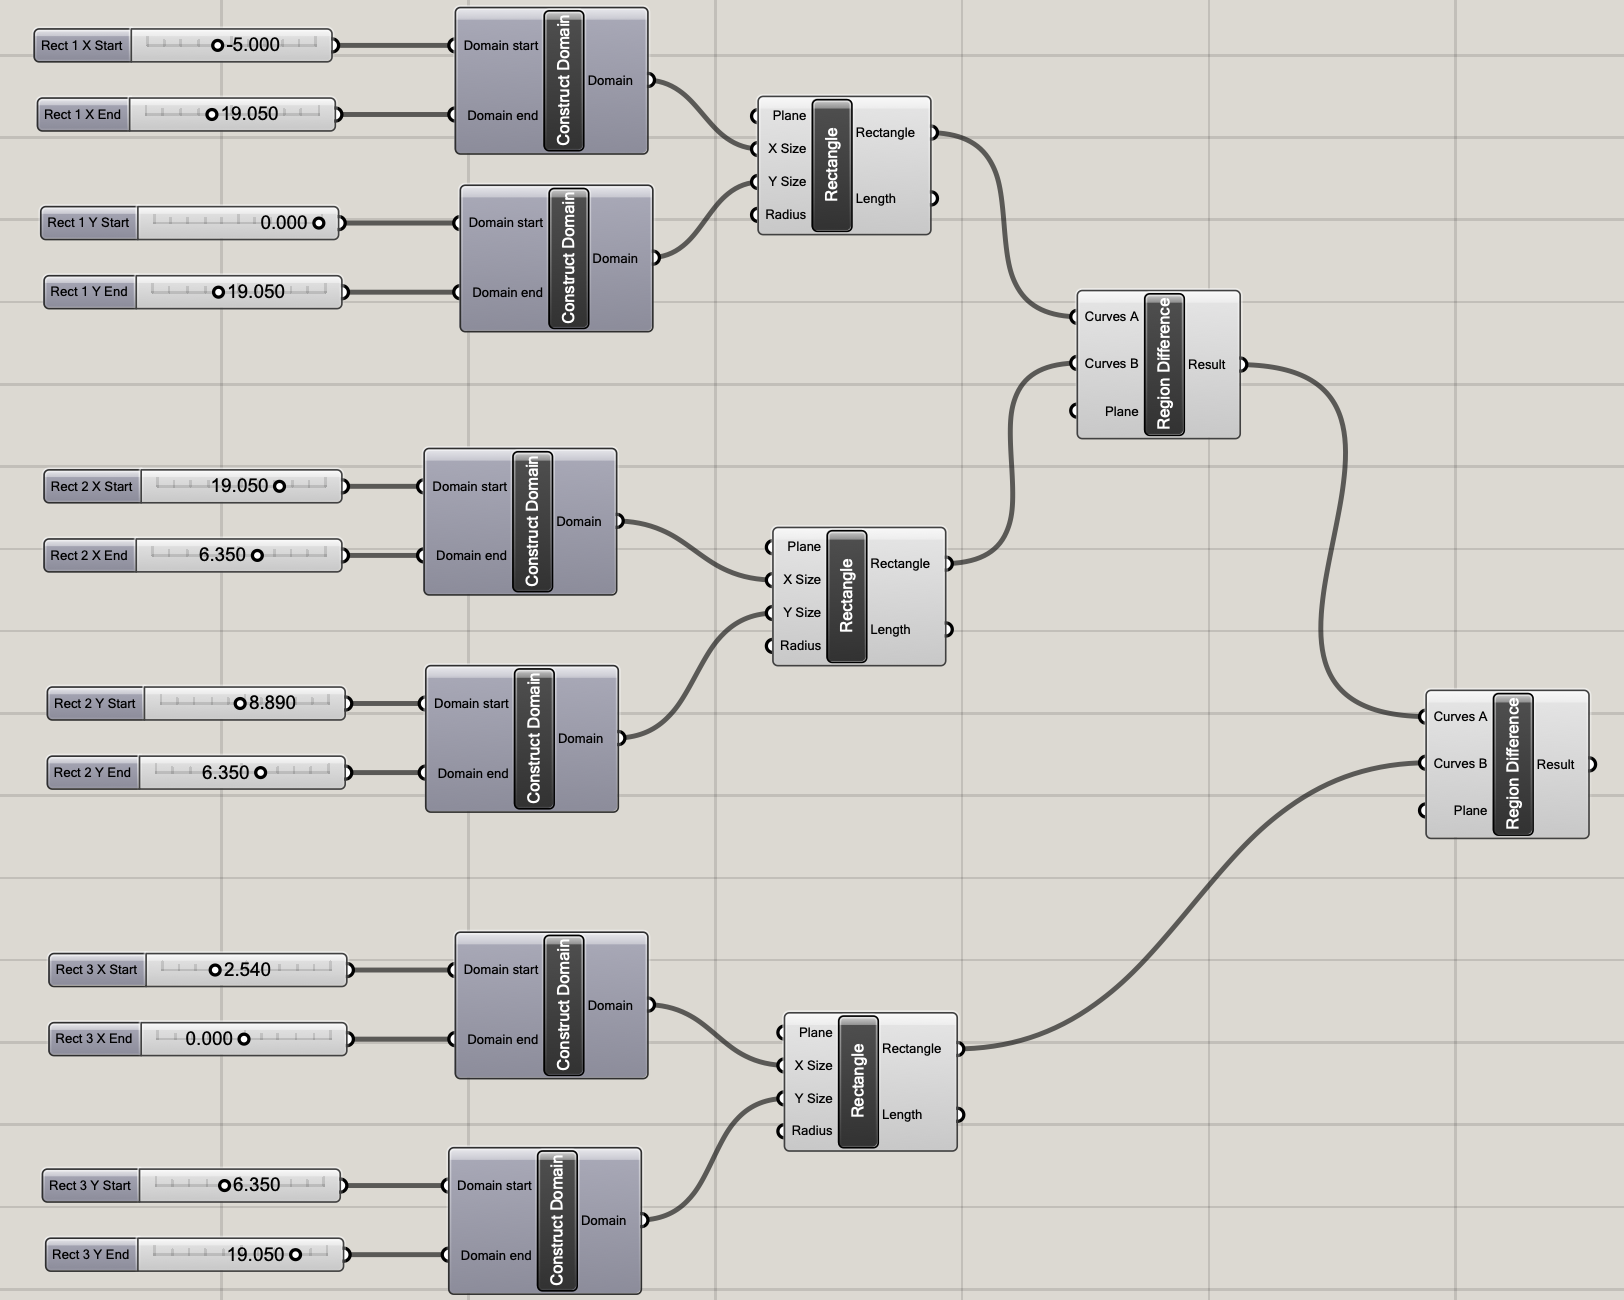 Rect 1 X Start -5.000
Rect 1 X End 19.050
Domain start
Domain end
Construct Domain
Domain
Rect 1 Y Start 0.000
Rect 1 Y End 19.050
Domain start
Domain end
Construct Domain
Domain
Plane
X Size
Y Size
Radius
Rectangle
Rectangle
Length
Curves A
Curves B
Plane
Region Difference
Result
Rect 2 X Start 19.050
Rect 2 X End 6.350
Domain start
Domain end
Construct Domain
Domain
Rect 2 Y Start 8.890
Rect 2 Y End 6.350
Domain start
Domain end
Construct Domain
Domain
Plane
X Size
Y Size
Radius
Rectangle
Rectangle
Length
Curves A
Curves B
Plane
Region Difference
Result
Rect 3 X Start 2.540
Rect 3 X End 0.000
Domain start
Domain end
Construct Domain
Domain
Rect 3 Y Start 6.350
Rect 3 Y End 19.050
Domain start
Domain end
Construct Domain
Domain
Plane
X Size
Y Size
Radius
Rectangle
Rectangle
Length